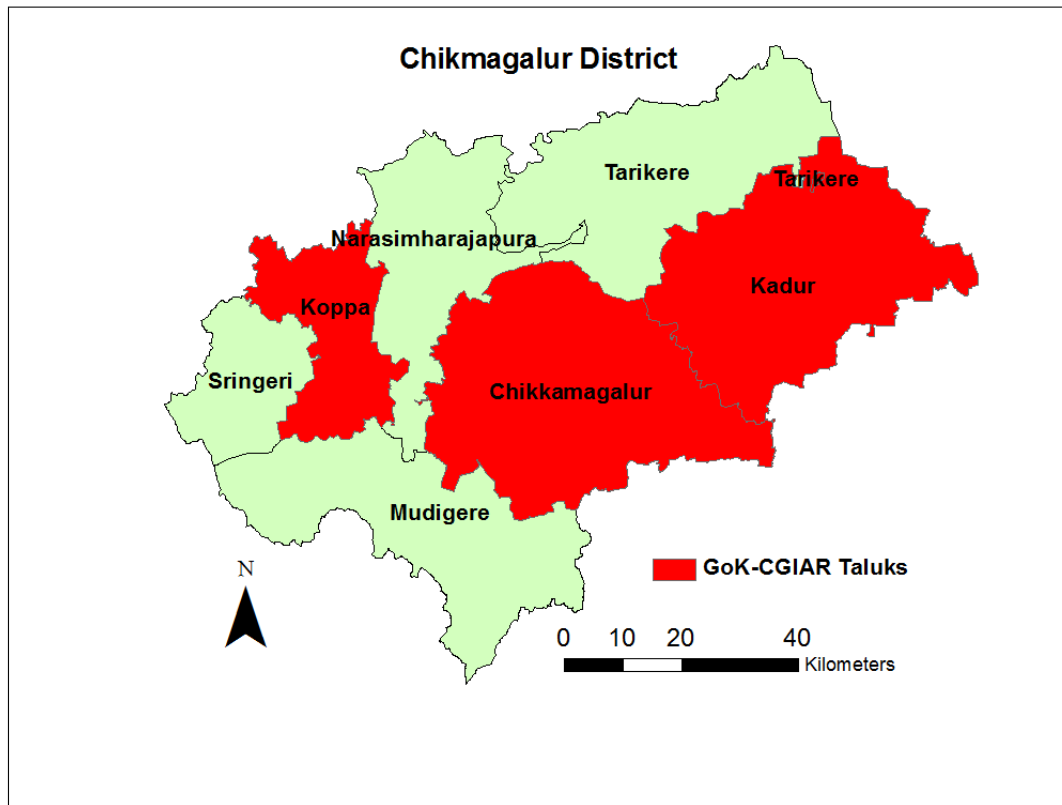 Chikmagalur District
Tarikere
Tarikere
Narasimharajapura
Kadur
Koppa
Sringeri
Chikkamagalur
Mudigere
GoK-CGIAR Taluks
N
0 10 20 40
Kilometers